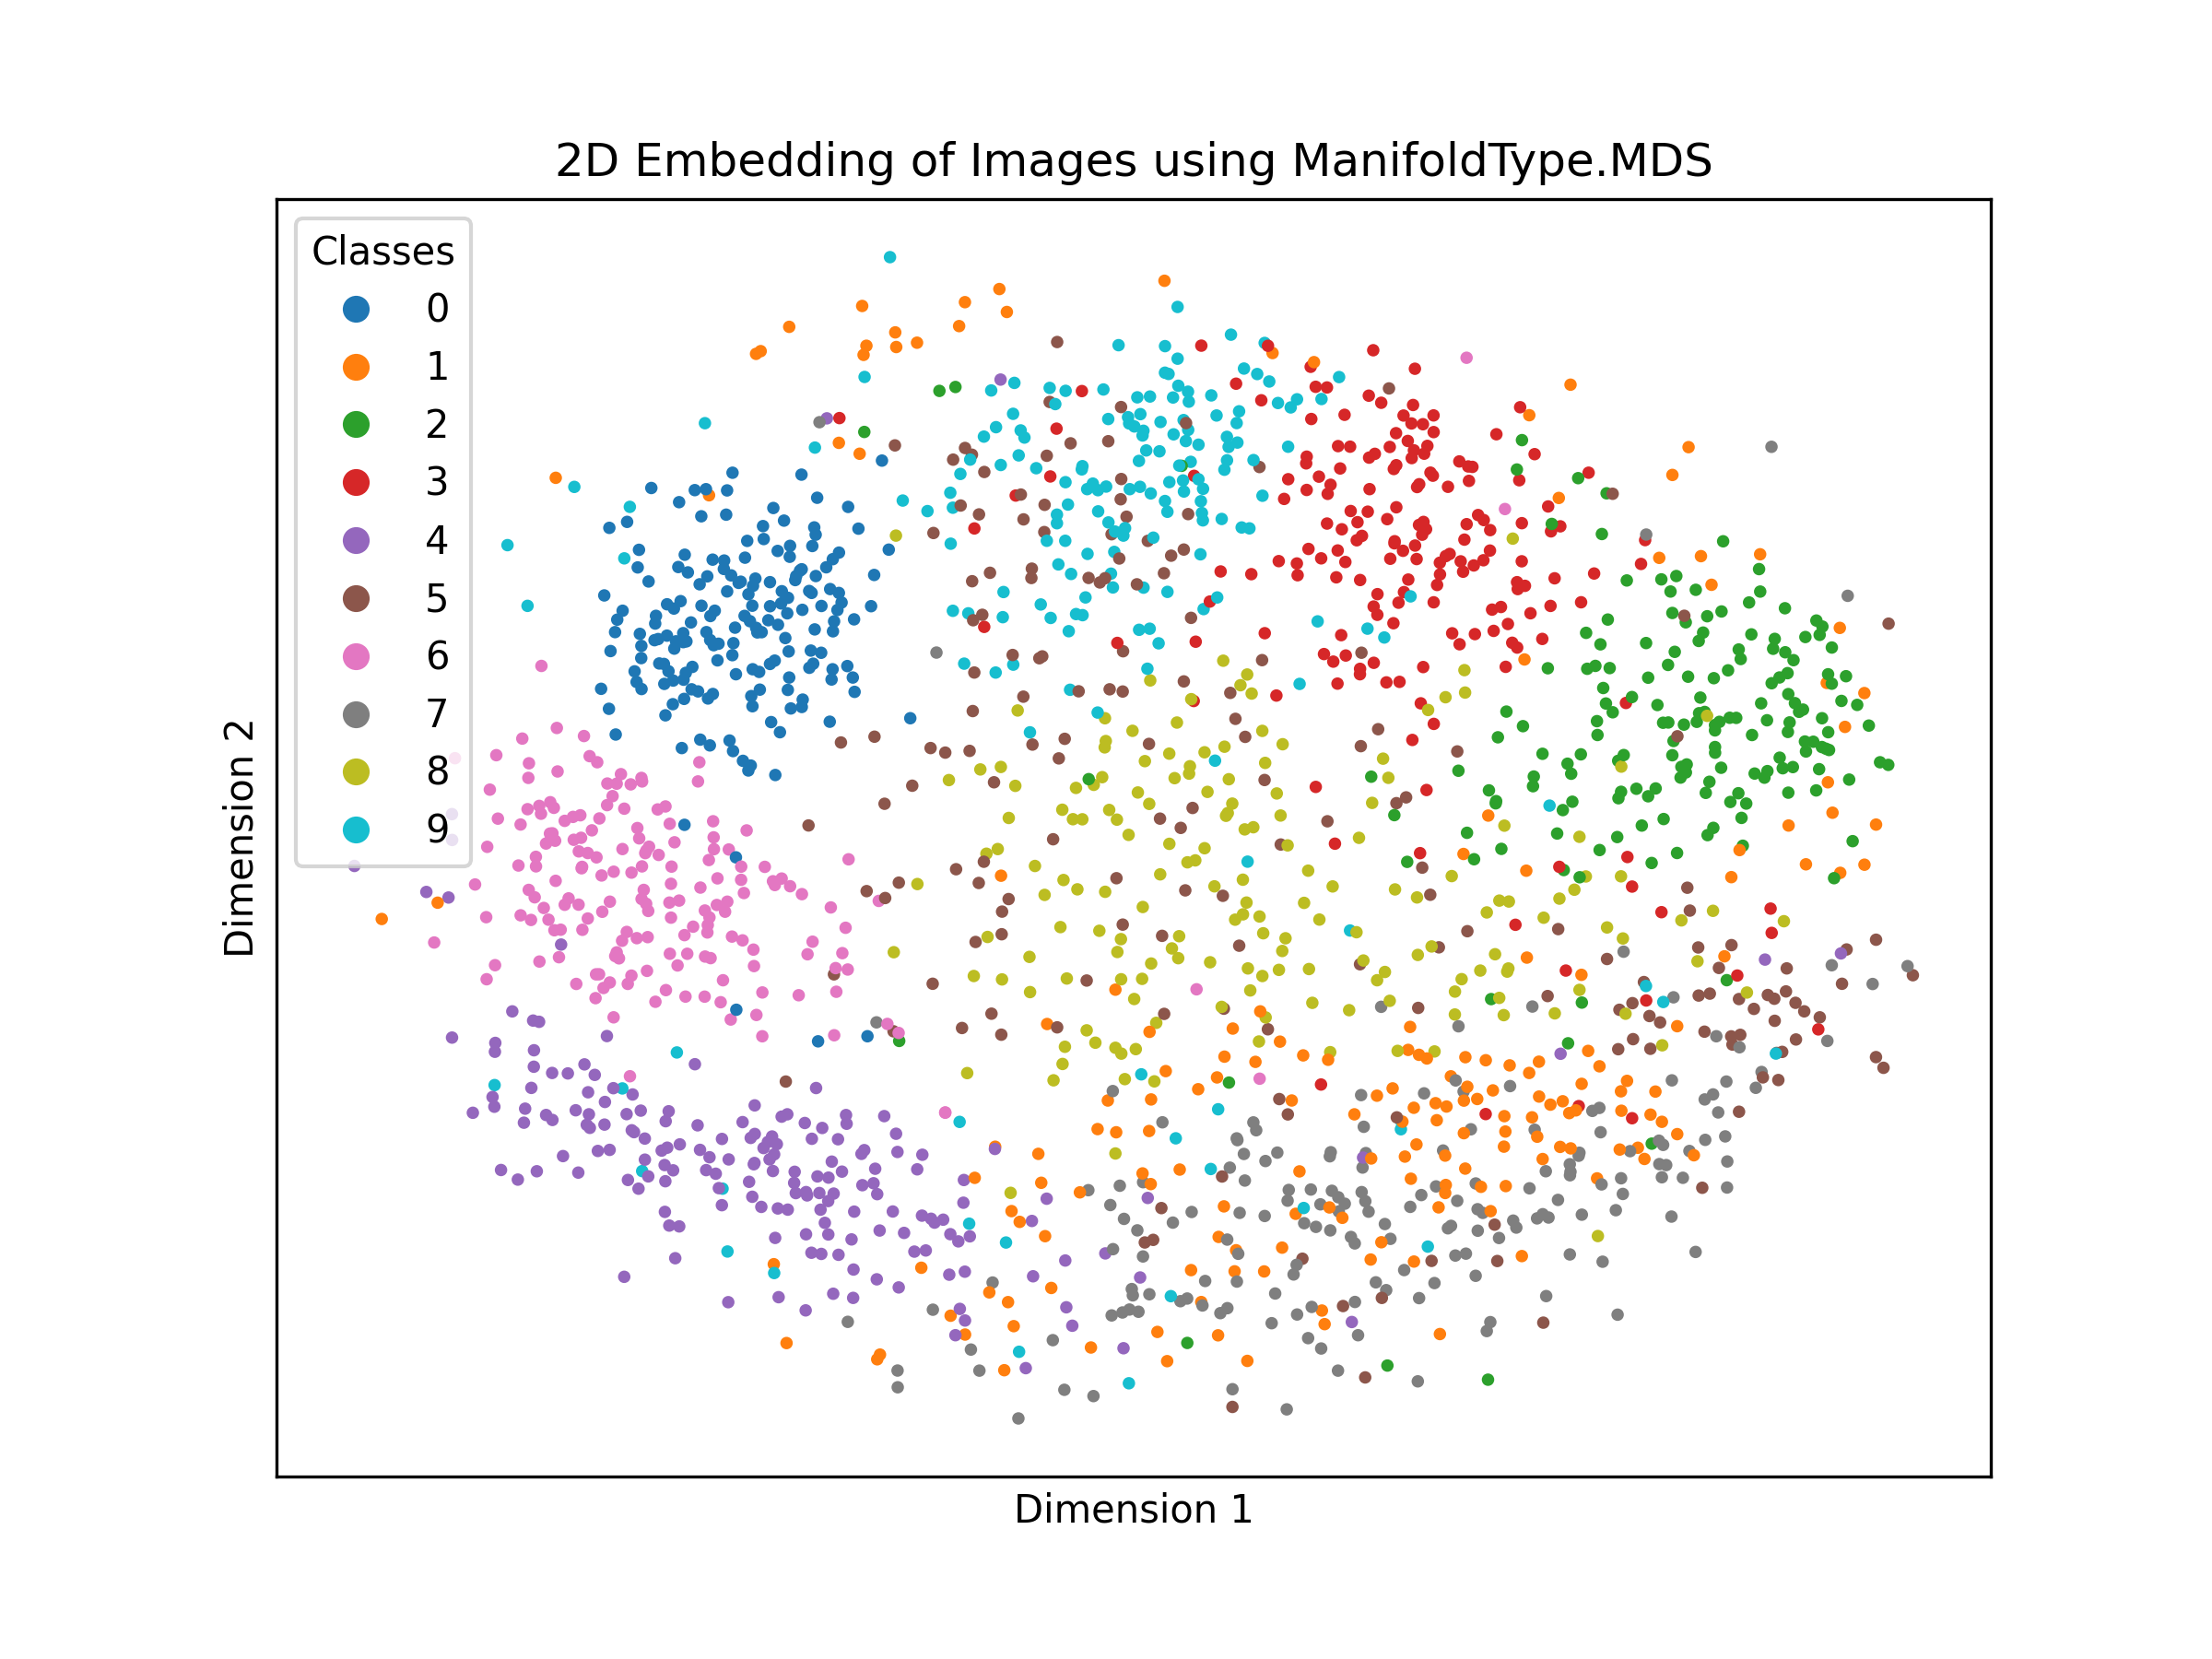 2D Embedding of Images using ManifoldType.MDS
Classes
0
1
2
3
4
5
6
7
8
9
Dimension 2
Dimension 1